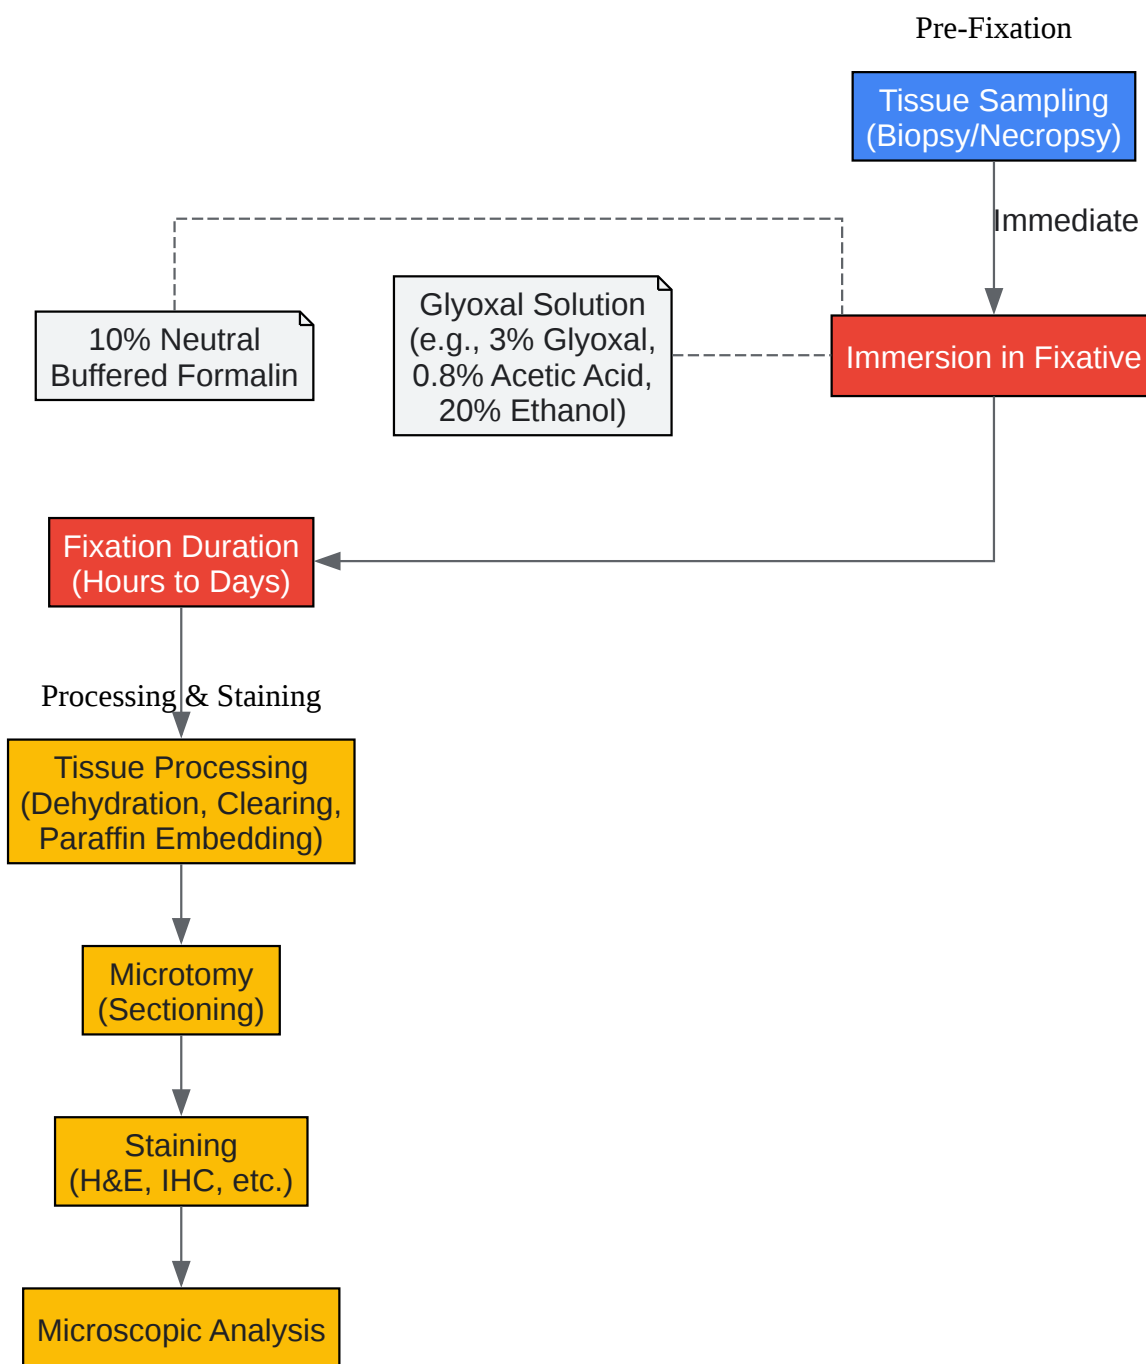 Pre-Fixation
Tissue Sampling
(Biopsy/Necropsy)
Immediate
10% Neutral
Buffered Formalin
Glyoxal Solution
(e.g., 3% Glyoxal,
0.8% Acetic Acid,
20% Ethanol)
Immersion in Fixative
Fixation Duration
(Hours to Days)
Processing & Staining
Tissue Processing
(Dehydration, Clearing,
Paraffin Embedding)
Microtomy
(Sectioning)
Staining
(H&E, IHC, etc.)
Microscopic Analysis